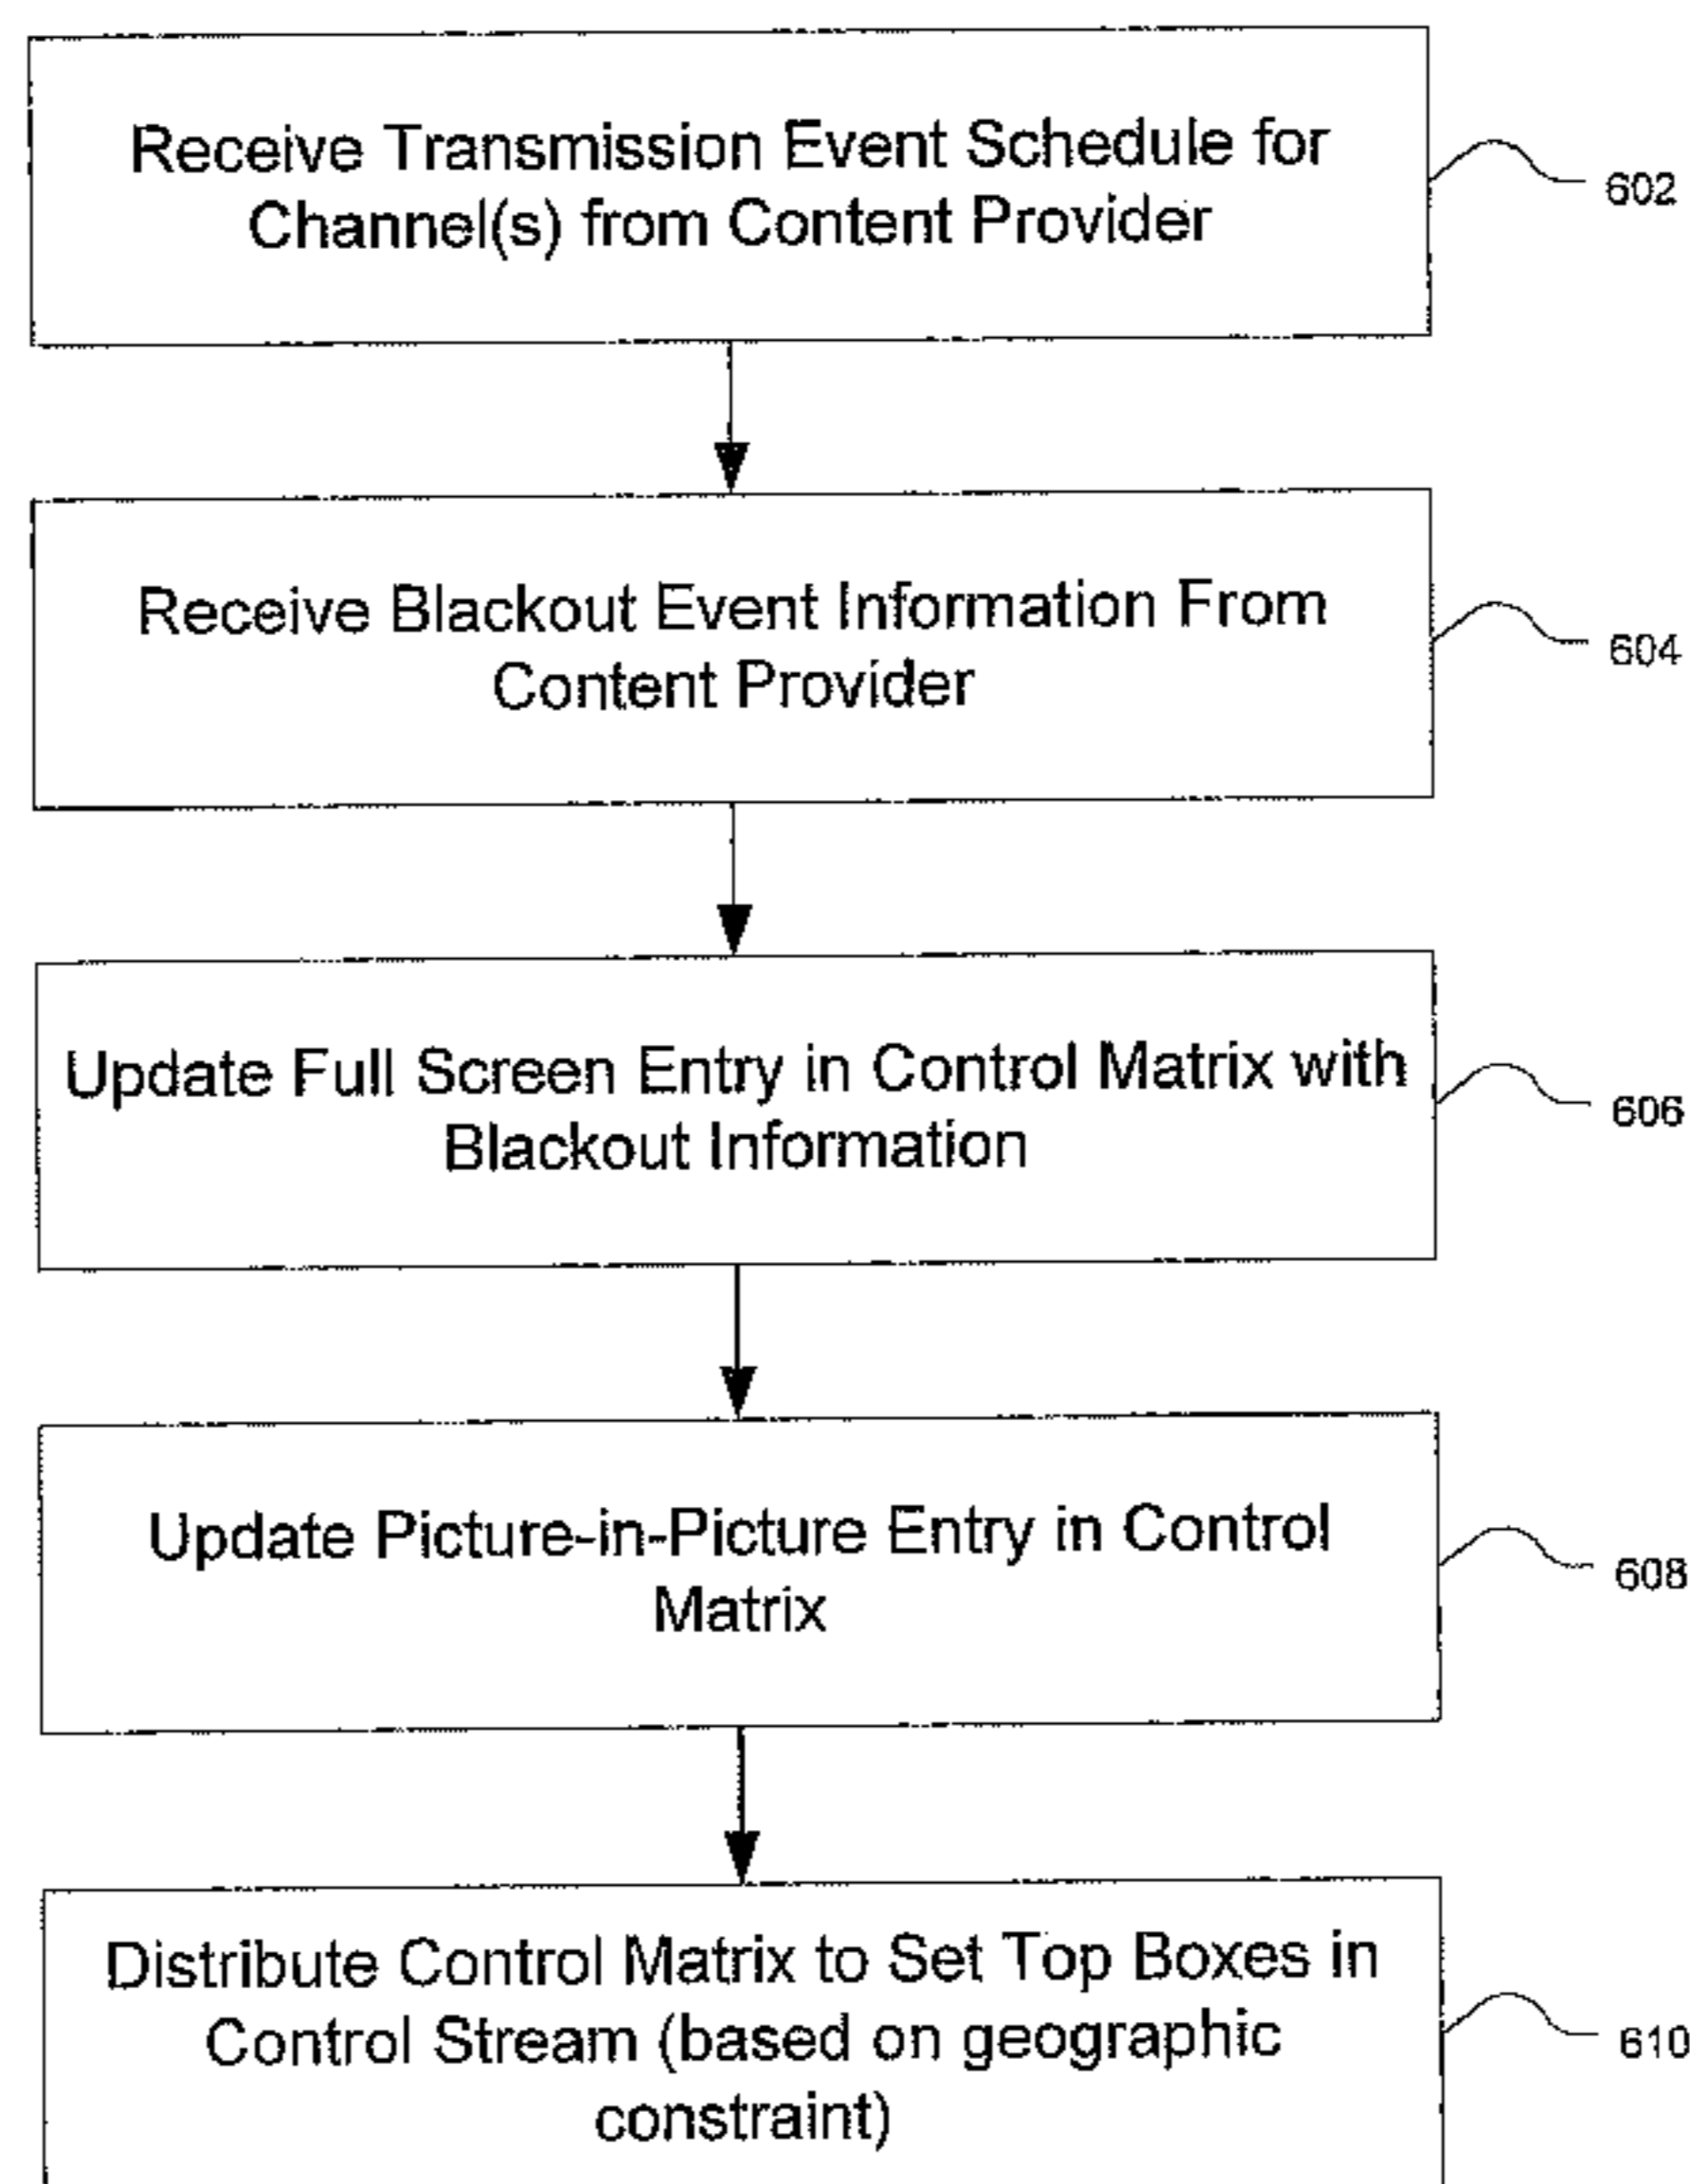 Receive Transmission Event Schedule for
Channel(s) from Content Provider
602
Receive Blackout Event Information From
Content Provider
604
Update Full Screen Entry in Control Matrix with
Blackout Information
606
Update Picture-in-Picture Entry in Control
Matrix
608
Distribute Control Matrix to Set Top Boxes in
Control Stream (based on geographic
constraint)
610